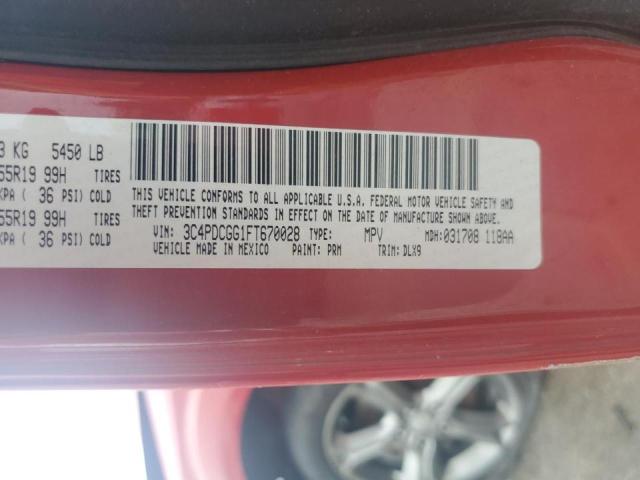 3 KG 5450 LB
55R19 99H TIRES
KPA ( 36 PSI) COLD
55R19 99H TIRES
KPA ( 36 PSI) COLD
THIS VEHICLE CONFORMS TO ALL APPLICABLE U.S.A. FEDERAL MOTOR VEHICLE SAFETY AND
THEFT PREVENTION STANDARDS IN EFFECT ON THE DATE OF MANUFACTURE SHOWN ABOVE.
VIN: 3C4PDCGG1FT670028 TYPE: MPV MDH: 031708 118AA
VEHICLE MADE IN MEXICO PAINT: PRM TRIM: DLX9